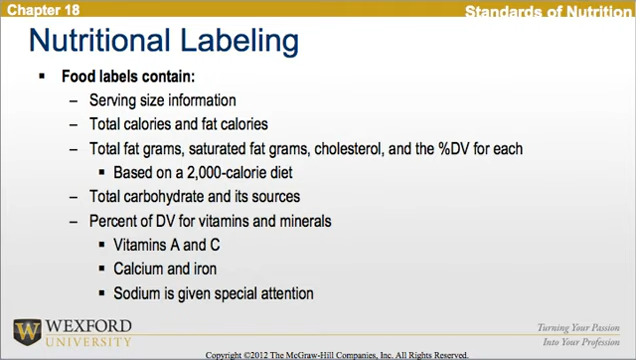 Chapter 18
Standards of Nutrition
Nutritional Labeling
▪ Food labels contain:
– Serving size information
– Total calories and fat calories
– Total fat grams, saturated fat grams, cholesterol, and the %DV for each
▪ Based on a 2,000-calorie diet
– Total carbohydrate and its sources
– Percent of DV for vitamins and minerals
▪ Vitamins A and C
▪ Calcium and iron
▪ Sodium is given special attention
W WEXFORD
UNIVERSITY
Turning Your Passion
Into Your Profession
Copyright ©2012 The McGraw-Hill Companies, Inc. All Rights Reserved.